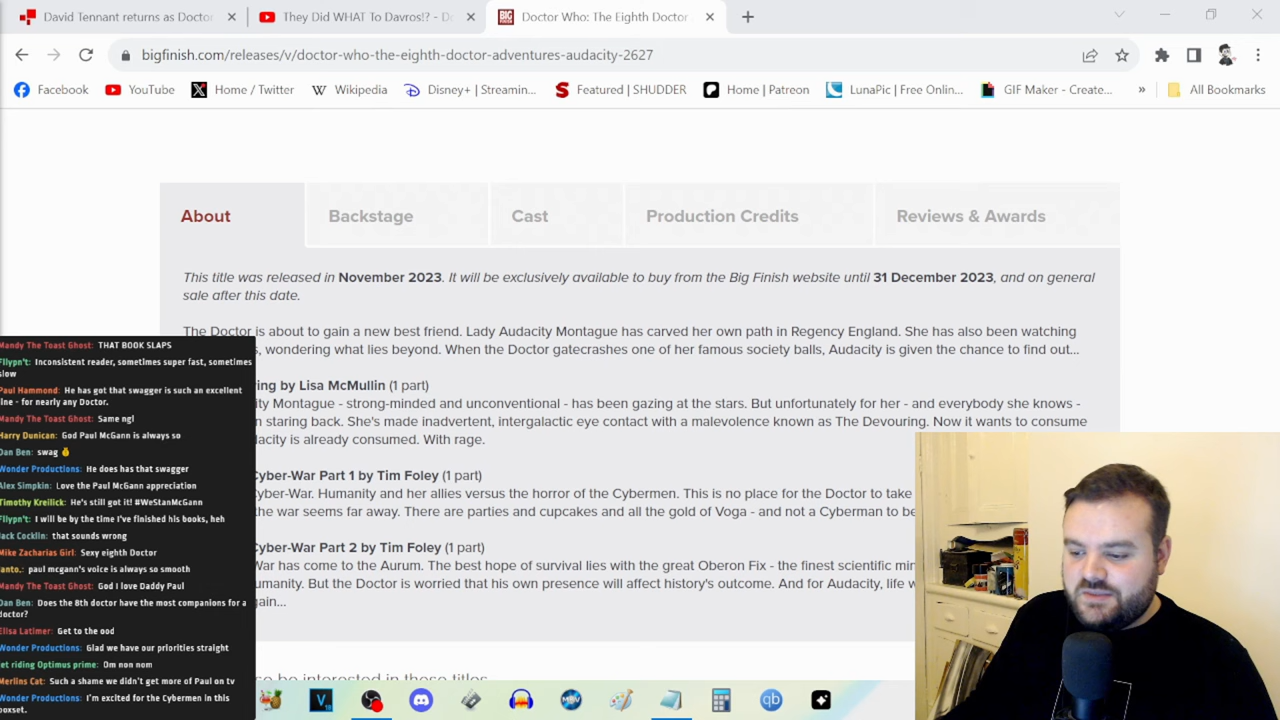 David Tennant returns as Doctor
They Did WHAT To Davros!? - Do
Doctor Who: The Eighth Doctor
bigfinish.com/releases/v/doctor-who-the-eighth-doctor-adventures-audacity-2627
Facebook
YouTube
Home / Twitter
Wikipedia
Disney+ | Streamin...
Featured | SHUDDER
Home | Patreon
LunaPic | Free Onlin...
GIF Maker - Create...
All Bookmarks
About
Backstage
Cast
Production Credits
Reviews & Awards
This title was released in November 2023. It will be exclusively available to buy from the Big Finish website until 31 December 2023, and on general
sale after this date.
The Doctor is about to gain a new best friend. Lady Audacity Montague has carved her own path in Regency England. She has also been watching
wondering what lies beyond. When the Doctor gatecrashes one of her famous society balls, Audacity is given the chance to find out...
ring by Lisa McMullin (1 part)
ity Montague - strong-minded and unconventional - has been gazing at the stars. But unfortunately for her - and everybody she knows -
n staring back. She's made inadvertent, intergalactic eye contact with a malevolence known as The Devouring. Now it wants to consume
dacity is already consumed. With rage.
Cyber-War Part 1 by Tim Foley (1 part)
yber-War. Humanity and her allies versus the horror of the Cybermen. This is no place for the Doctor to take
the war seems far away. There are parties and cupcakes and all the gold of Voga - and not a Cyberman to be
Cyber-War Part 2 by Tim Foley (1 part)
War has come to the Aurum. The best hope of survival lies with the great Oberon Fix - the finest scientific min
umanity. But the Doctor is worried that his own presence will affect history's outcome. And for Audacity, life w
gain...
so be interested in these titles
Mandy The Toast Ghost: THAT BOOK SLAPS
Fllypn't: Inconsistent reader, sometimes super fast, sometimes
slow
Paul Hammond: He has got that swagger is such an excellent
line - for nearly any Doctor.
Mandy The Toast Ghost: Same ngl
Harry Dunican: God Paul McGann is always so
Dan Ben: swag 💰
Wonder Productions: He does has that swagger
Alex Simpkin: Love the Paul McGann appreciation
Timothy Kreilick: He's still got it! #WeStanMcGann
Fllypn't: I will be by the time I've finished his books, heh
Jack Cocklin: that sounds wrong
Mike Zacharias Girl: Sexy eighth Doctor
Ianto.: paul mcgann's voice is always so smooth
Mandy The Toast Ghost: God I love Daddy Paul
Dan Ben: Does the 8th doctor have the most companions for a
doctor?
Elisa Latimer: Get to the ood
Wonder Productions: Glad we have our priorities straight
jet riding Optimus prime: Om non nom
Merlins Cat: Such a shame we didn't get more of Paul on tv
Wonder Productions: I'm excited for the Cybermen in this
boxset.